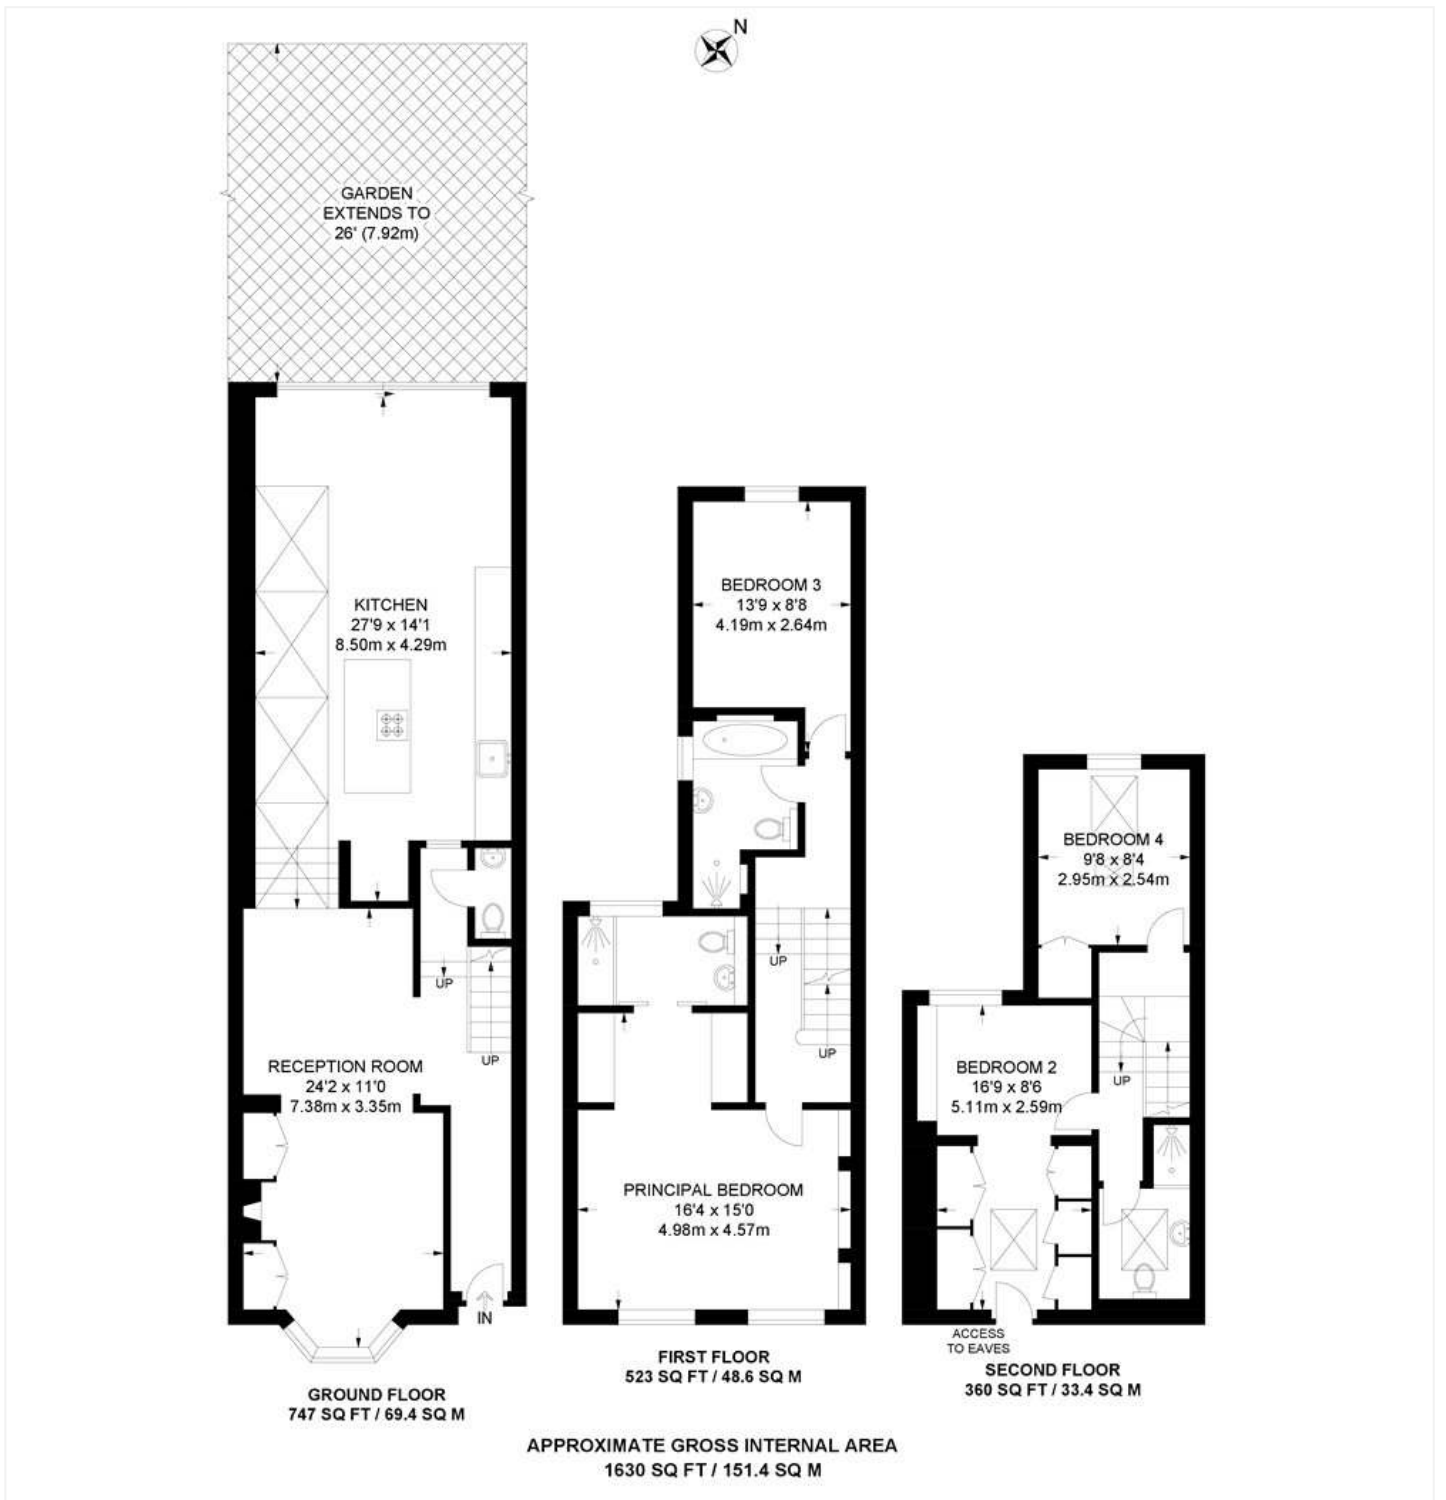 N
GARDEN
EXTENDS TO
26' (7.92m)
KITCHEN
27'9 x 14'1
8.50m x 4.29m
UP
UP
RECEPTION ROOM
24'2 x 11'0
7.38m x 3.35m
IN
GROUND FLOOR
747 SQ FT / 69.4 SQ M
BEDROOM 3
13'9 x 8'8
4.19m x 2.64m
UP
UP
PRINCIPAL BEDROOM
16'4 x 15'0
4.98m x 4.57m
FIRST FLOOR
523 SQ FT / 48.6 SQ M
BEDROOM 4
9'8 x 8'4
2.95m x 2.54m
BEDROOM 2
16'9 x 8'6
5.11m x 2.59m
UP
ACCESS
TO EAVES
SECOND FLOOR
360 SQ FT / 33.4 SQ M
APPROXIMATE GROSS INTERNAL AREA
1630 SQ FT / 151.4 SQ M